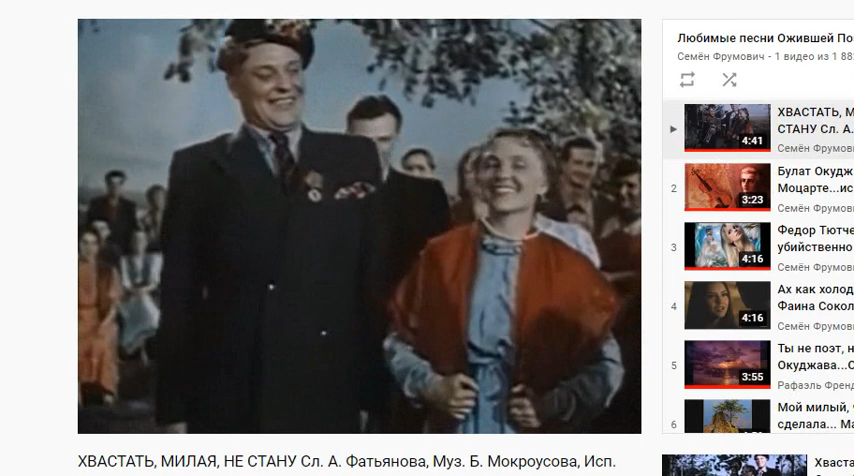 Любимые песни Ожившей По
Семён Фрумович - 1 видео из 1 88
ХВАСТАТЬ, М
СТАНУ Сл. А.
4:41
Семён Фрумов
2
Булат Окудж
Моцарте...ис
3:23
Семён Фрумов
3
Федор Тютче
убийственно
4:16
Семён Фрумов
4
Ах как холод
Фаина Сокол
4:16
Семён Фрумов
5
Ты не поэт, н
Окуджава...С
3:55
Рафаэль Френд
6
Мой милый, ч
сделала... Ма
ХВАСТАТЬ, МИЛАЯ, НЕ СТАНУ Сл. А. Фатьянова, Муз. Б. Мокроусова, Исп.
Хваста